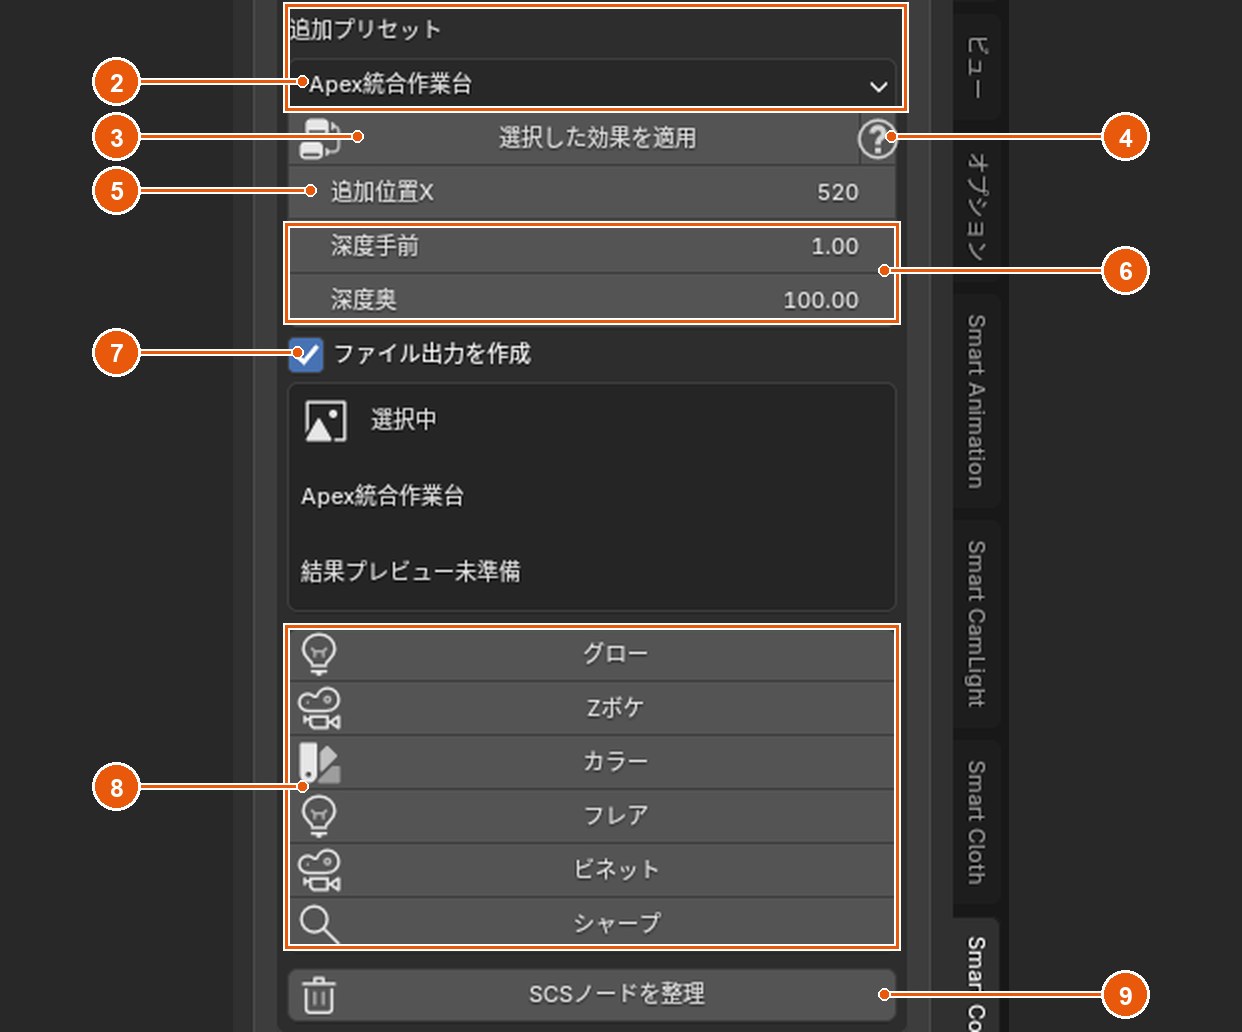 追加プリセット
2
Apex統合作業台
3
選択した効果を適用
4
5
追加位置X
520
深度手前
1.00
6
深度奥
100.00
7
ファイル出力を作成
選択中
Apex統合作業台
結果プレビュー未準備
グロー
Zボケ
カラー
8
フレア
ビネット
シャープ
SCSノードを整理
9
ビュー
オプション
Smart Animation
Smart CamLight
Smart Cloth
Smart Co